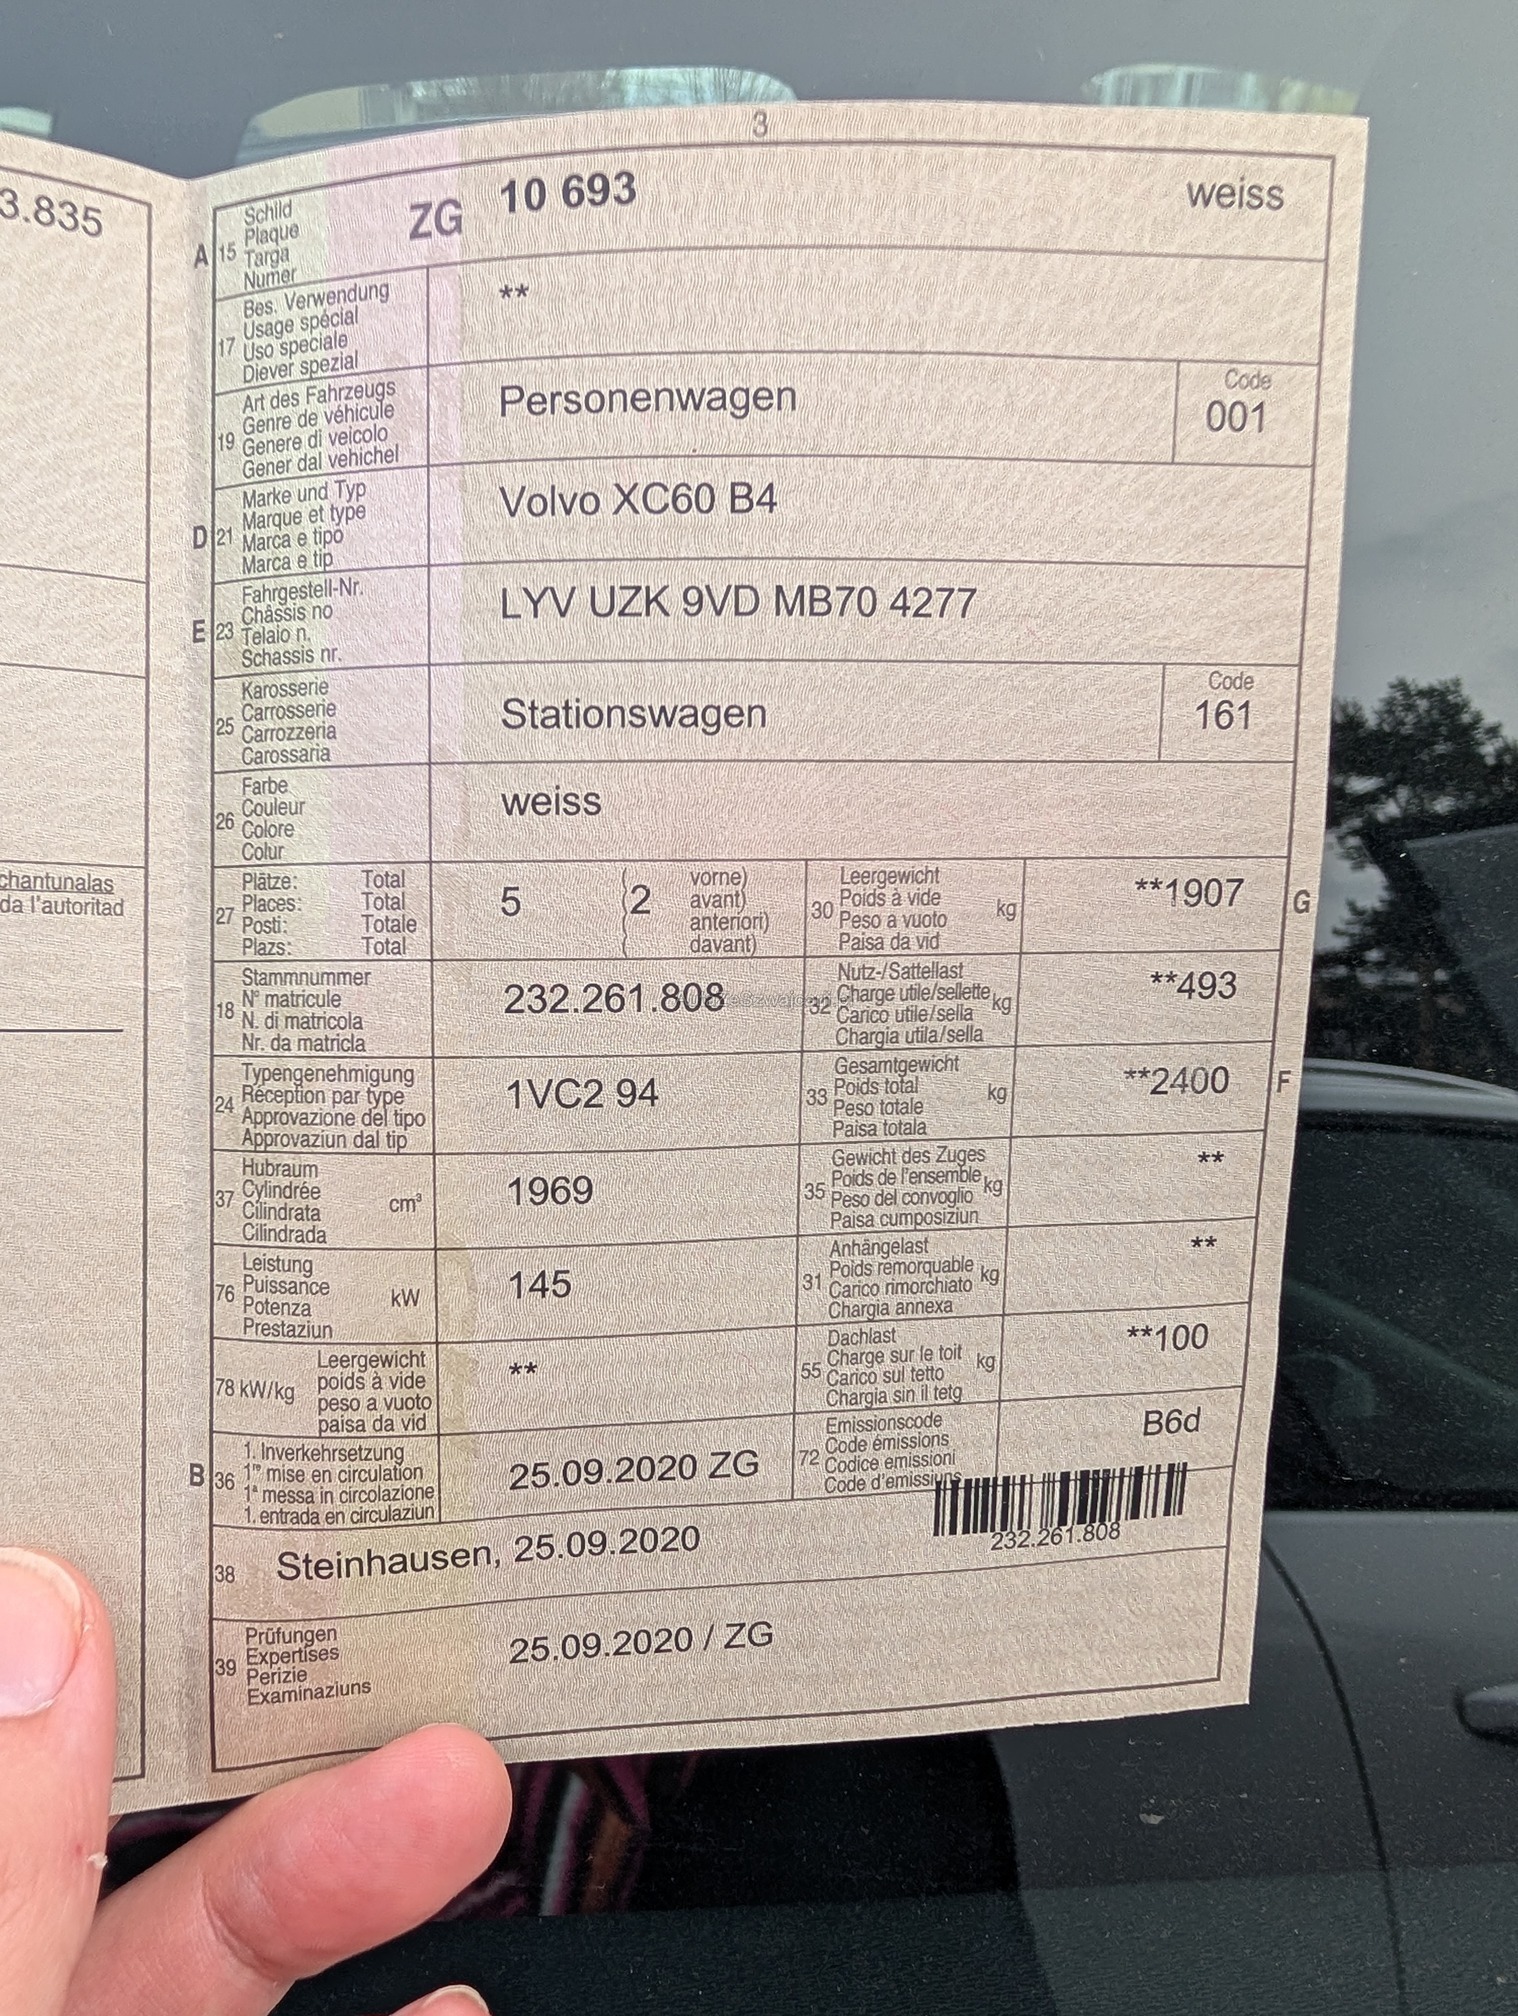 3.835
chantunalas
da l'autoritad
3
A 15 Schild
Plaque
Targa
Numer
ZG 10 693 weiss
17 Bes. Verwendung
Usage spécial
Uso speciale
Diever spezial
**
19 Art des Fahrzeugs
Genre de véhicule
Genere di veicolo
Gener dal vehichel
Personenwagen
Code
001
D 21 Marke und Typ
Marque et type
Marca e tipo
Marca e tip
Volvo XC60 B4
E 23 Fahrgestell-Nr.
Châssis no
Telaio n.
Schassis nr.
LYV UZK 9VD MB70 4277
25 Karosserie
Carrosserie
Carrozzeria
Carossaria
Stationswagen
Code
161
26 Farbe
Couleur
Colore
Colur
weiss
27 Plätze: Total
Places: Total
Posti: Totale
Plazs: Total
5 (2 vorne)
( avant)
( anteriori)
( davant)
30 Leergewicht
Poids à vide
Peso a vuoto
Paisa da vid
kg
**1907
G
18 Stammnummer
N° matricule
N. di matricola
Nr. da matricla
232.261.808
32 Nutz-/Sattellast
Charge utile/sellette
Carico utile/sella
Chargia utila/sella
kg
**493
24 Typengenehmigung
Réception par type
Approvazione del tipo
Approvaziun dal tip
1VC2 94
33 Gesamtgewicht
Poids total
Peso totale
Paisa totala
kg
**2400
F
37 Hubraum
Cylindrée
Cilindrata
Cilindrada
cm³
1969
35 Gewicht des Zuges
Poids de l'ensemble
Peso del convoglio
Paisa cumposiziun
kg
**
76 Leistung
Puissance
Potenza
Prestaziun
kW
145
31 Anhängelast
Poids remorquable
Carico rimorchiato
Chargia annexa
kg
**
78 kW/kg Leergewicht
poids à vide
peso a vuoto
paisa da vid
**
55 Dachlast
Charge sur le toit
Carico sul tetto
Chargia sin il tetg
kg
**100
B 36 1. Inverkehrsetzung
1re mise en circulation
1a messa in circolazione
1. entrada en circulaziun
25.09.2020 ZG
72 Emissionscode
Code émissions
Codice emissioni
Code d'emissiuns
B6d
232.261.808
38 Steinhausen, 25.09.2020
39 Prüfungen
Expertises
Perizie
Examinaziuns
25.09.2020 / ZG